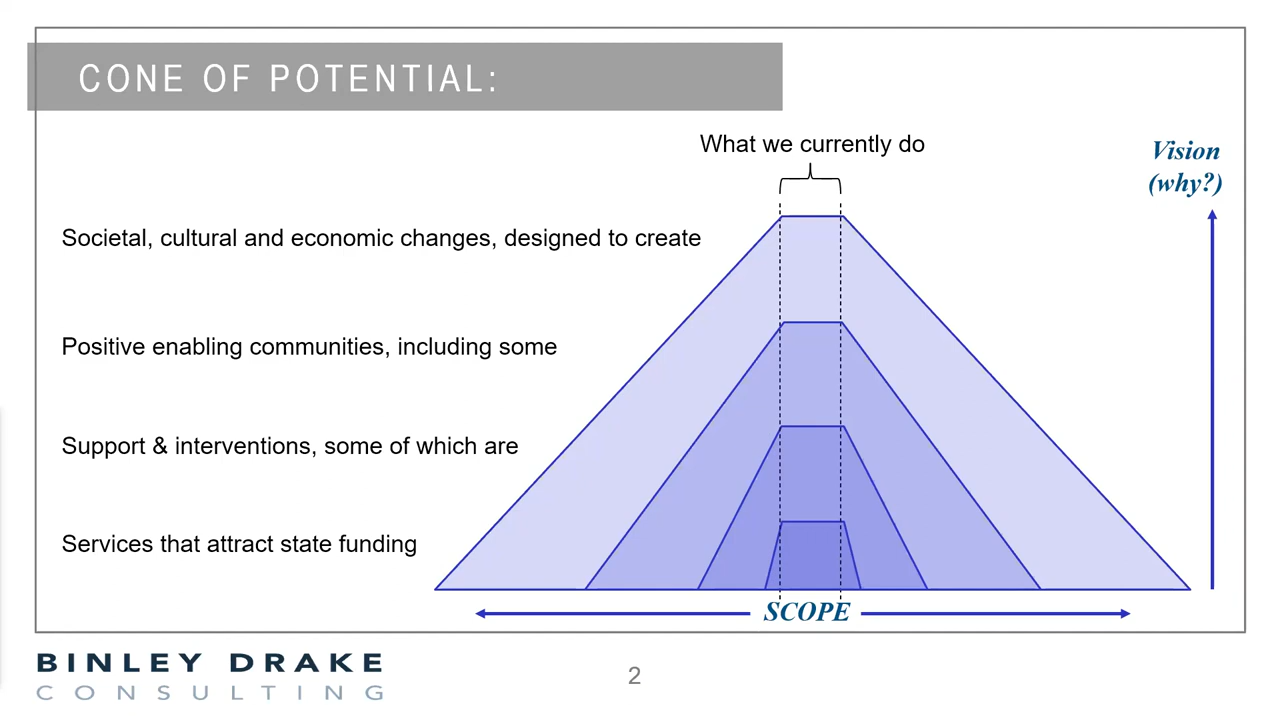 CONE OF POTENTIAL:
What we currently do
Vision
(why?)
Societal, cultural and economic changes, designed to create
Positive enabling communities, including some
Support & interventions, some of which are
Services that attract state funding
SCOPE
BINLEY DRAKE
CONSULTING
2